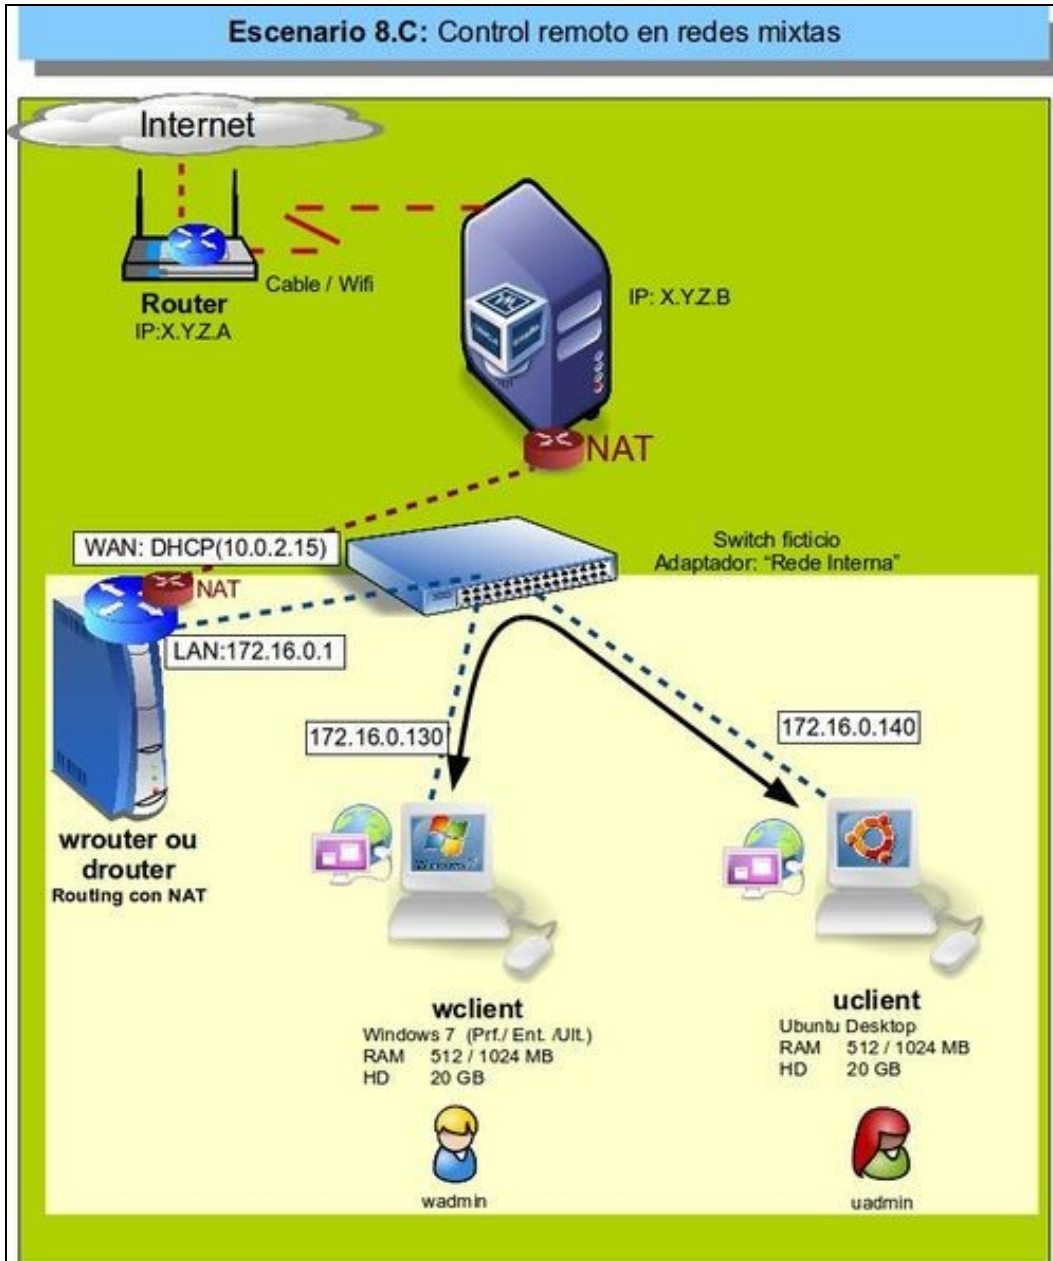 Escenario 8.C: Control remoto en redes mixtas
Internet
Cable / Wifi
Router
IP:X.Y.Z.A
IP: X.Y.Z.B
NAT
WAN: DHCP(10.0.2.15)
Switch ficticio
Adaptador: "Rede Interna"
NAT
LAN:172.16.0.1
172.16.0.130
172.16.0.140
wrouter ou
drouter
Routing con NAT
wclient
Windows 7 (Prf./ Ent. /Ult.)
RAM 512 / 1024 MB
HD 20 GB
uclient
Ubuntu Desktop
RAM 512 / 1024 MB
HD 20 GB
wadmin
uadmin